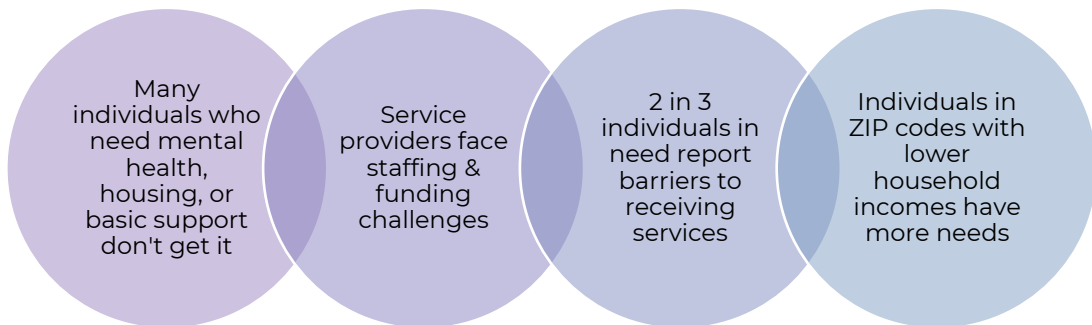 Many
individuals who
need mental
health,
housing, or
basic support
don't get it
Service
providers face
staffing &
funding
challenges
2 in 3
individuals in
need report
barriers to
receiving
services
Individuals in
ZIP codes with
lower
household
incomes have
more needs